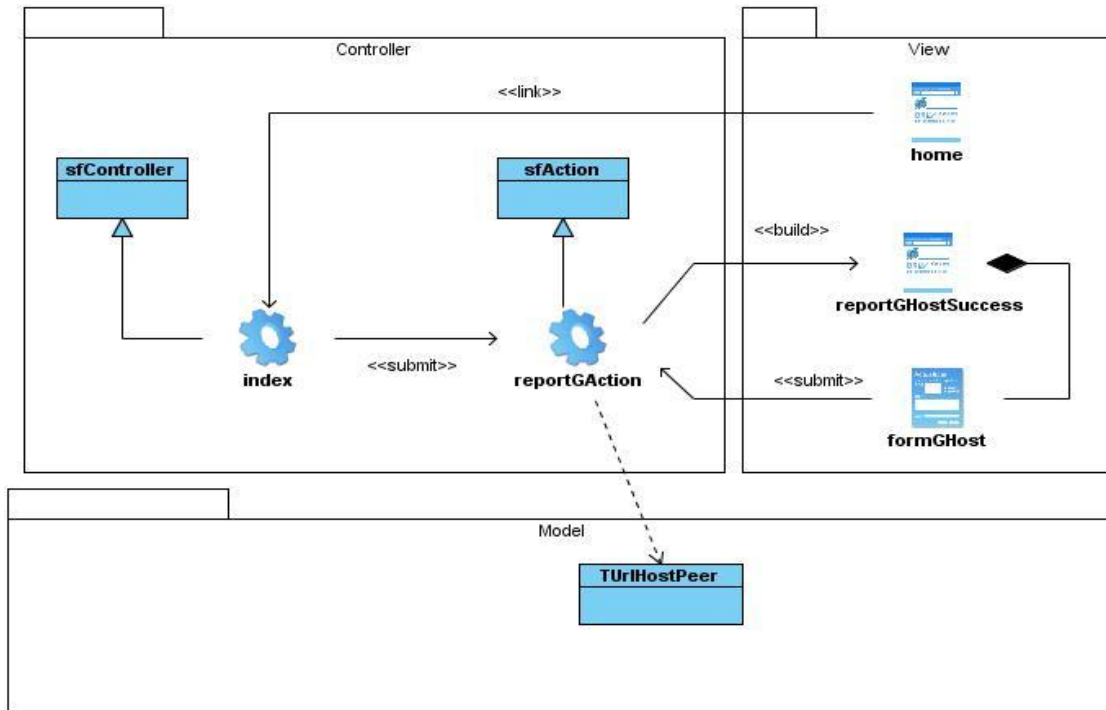 Controller
View
<<link>>
home
sfController
sfAction
<<build>>
reportGHostSuccess
index
<<submit>>
reportGAction
<<submit>>
formGHost
Model
TUrlHostPeer